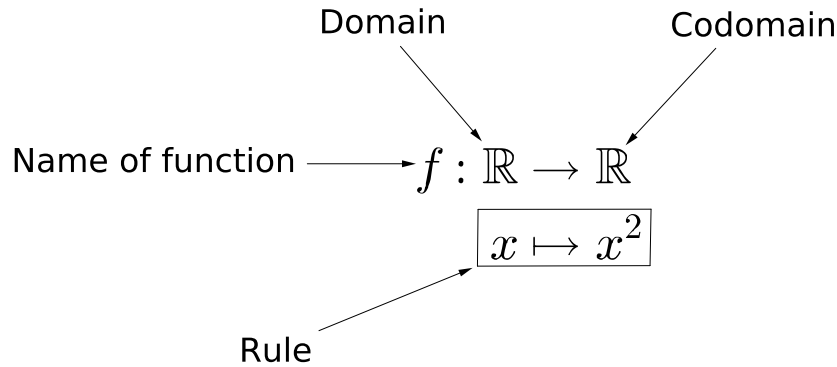 Domain
Codomain
Name of function
f : ℝ → ℝ
x ↦ x²
Rule